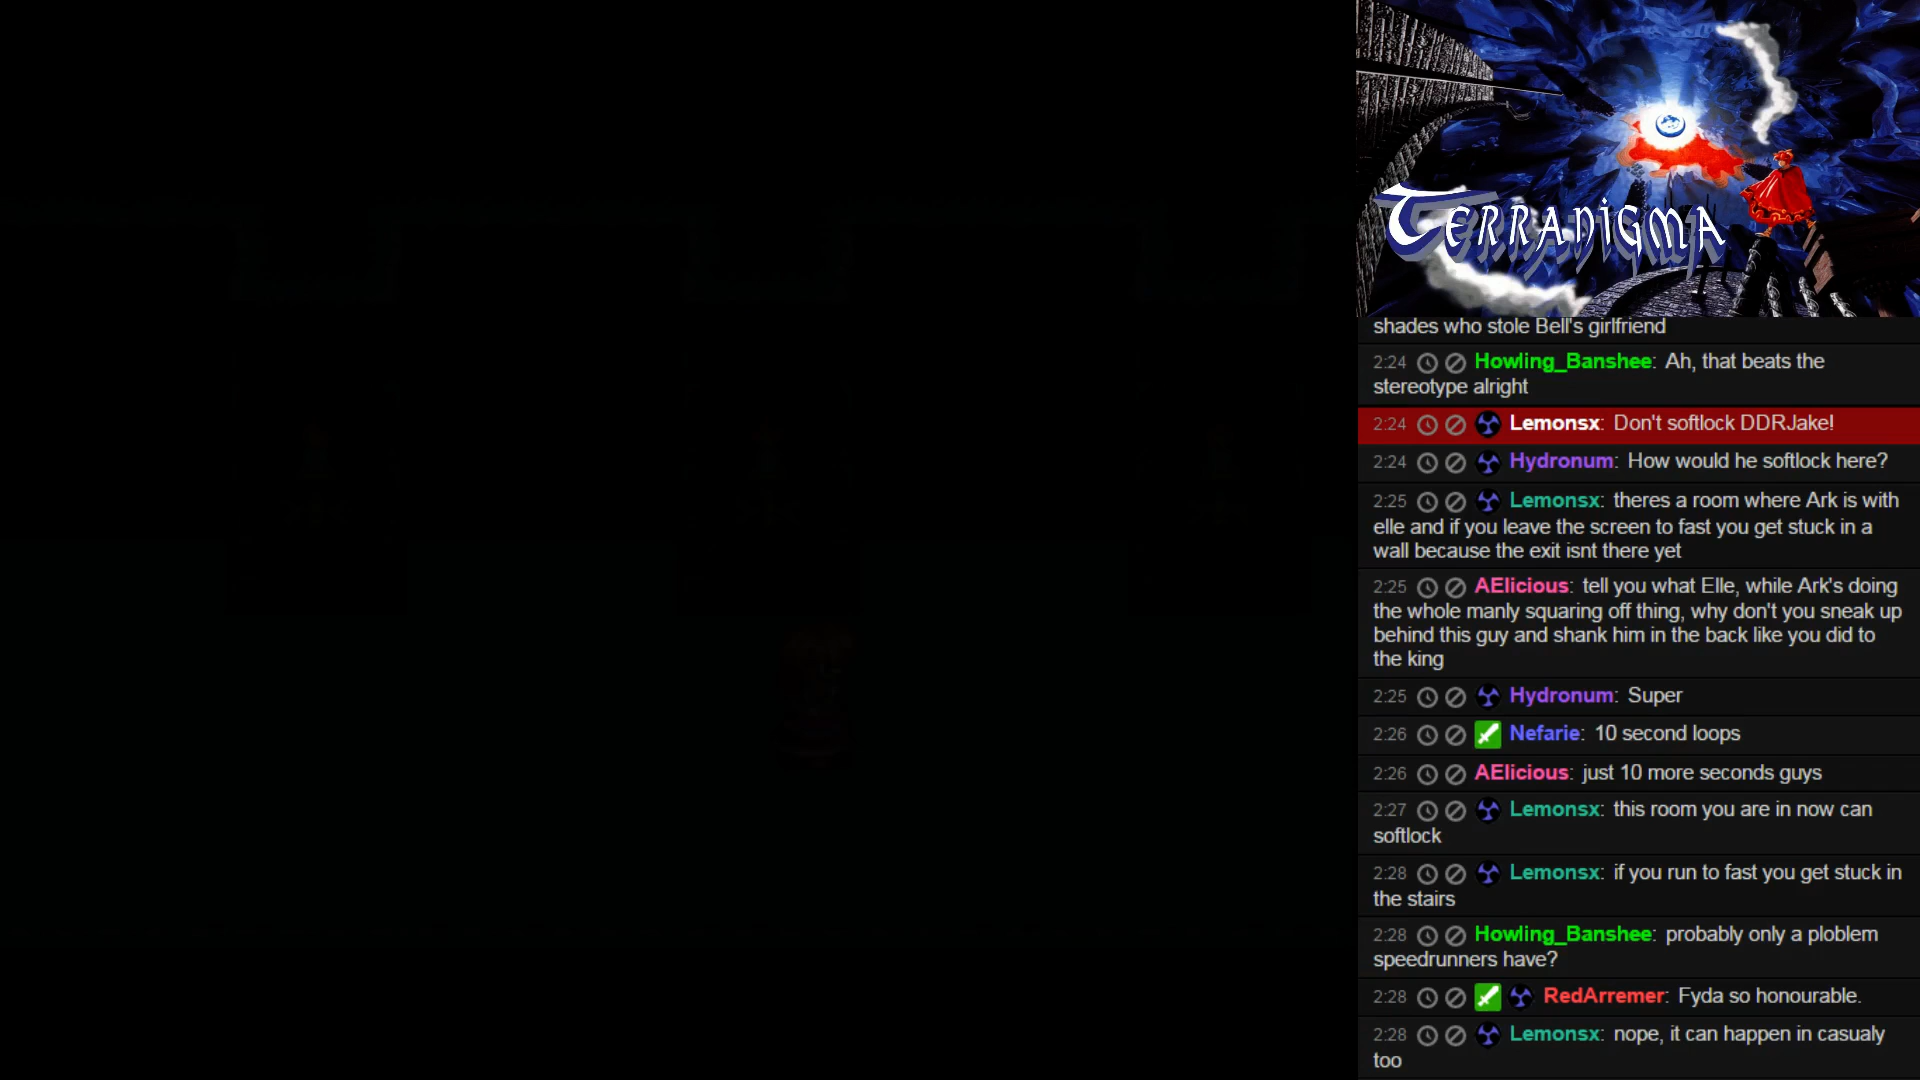 TERRANIGMA
shades who stole Bell's girlfriend
2:24 Howling_Banshee: Ah, that beats the
stereotype alright
2:24 Lemonsx: Don't softlock DDRJake!
2:24 Hydronum: How would he softlock here?
2:25 Lemonsx: theres a room where Ark is with
elle and if you leave the screen to fast you get stuck in a
wall because the exit isnt there yet
2:25 AElicious: tell you what Elle, while Ark's doing
the whole manly squaring off thing, why don't you sneak up
behind this guy and shank him in the back like you did to
the king
2:25 Hydronum: Super
2:26 Nefarie: 10 second loops
2:26 AElicious: just 10 more seconds guys
2:27 Lemonsx: this room you are in now can
softlock
2:28 Lemonsx: if you run to fast you get stuck in
the stairs
2:28 Howling_Banshee: probably only a ploblem
speedrunners have?
2:28 RedArremer: Fyda so honourable.
2:28 Lemonsx: nope, it can happen in casualy
too